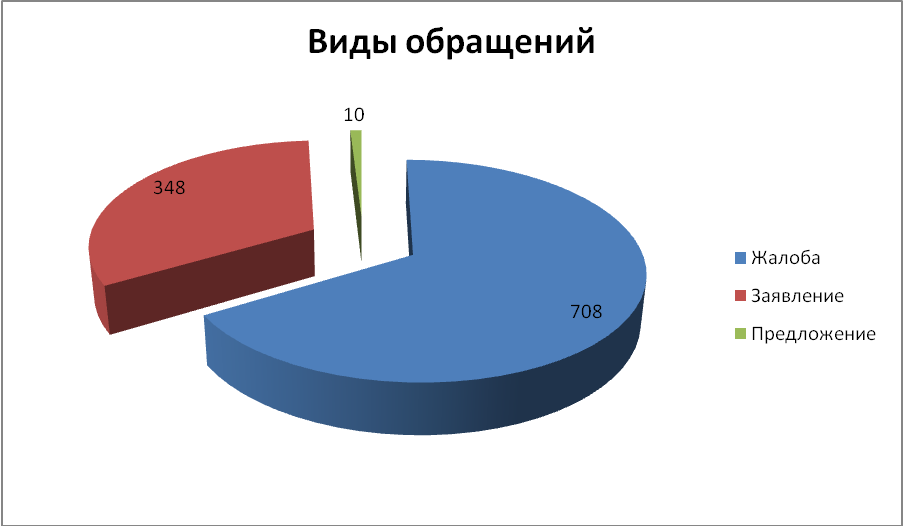 Виды обращений
10
348
708
Жалоба
Заявление
Предложение